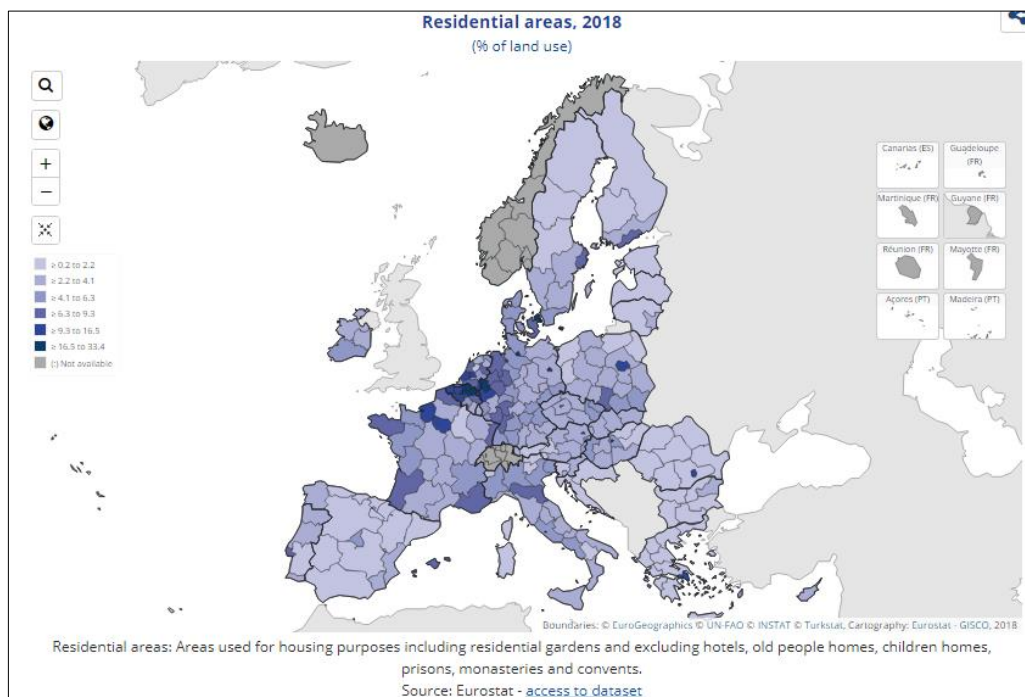 Residential areas, 2018
(% of land use)
+
−
≥ 0.2 to 2.2
≥ 2.2 to 4.1
≥ 4.1 to 6.3
≥ 6.3 to 9.3
≥ 9.3 to 16.5
≥ 16.5 to 33.4
(:) Not available
Canarias (ES)
Guadeloupe
(FR)
Martinique (FR)
Guyane (FR)
Réunion (FR)
Mayotte (FR)
Açores (PT)
Madeira (PT)
Boundaries: © EuroGeographics © UN-FAO © INSTAT © Turkstat, Cartography: Eurostat - GISCO, 2018
Residential areas: Areas used for housing purposes including residential gardens and excluding hotels, old people homes, children homes,
prisons, monasteries and convents.
Source: Eurostat - access to dataset